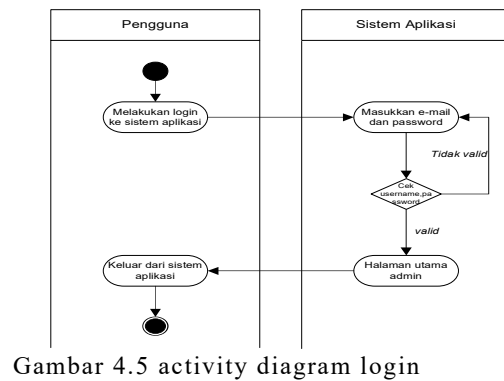 Pengguna
Sistem Aplikasi
Melakukan login
ke sistem aplikasi
Masukkan e-mail
dan password
Tidak valid
Cek
username,pa
ssword
valid
Keluar dari sistem
aplikasi
Halaman utama
admin
Gambar 4.5 activity diagram login